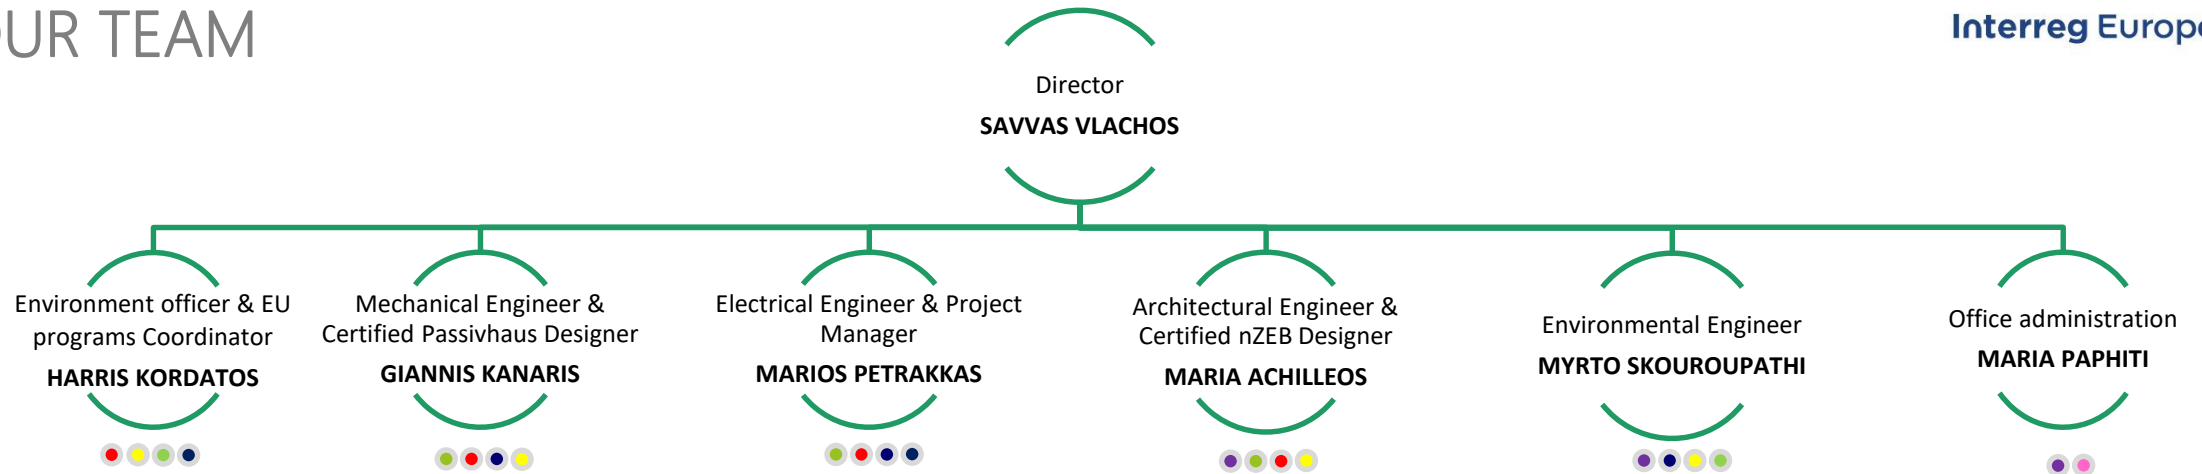 OUR TEAM
Interreg Europe
Director
SAVVAS VLACHOS
Environment officer & EU
programs Coordinator
HARRIS KORDATOS
Mechanical Engineer &
Certified Passivhaus Designer
GIANNIS KANARIS
Electrical Engineer & Project
Manager
MARIOS PETRAKKAS
Architectural Engineer &
Certified nZEB Designer
MARIA ACHILLEOS
Environmental Engineer
MYRTO SKOUROUPATHI
Office administration
MARIA PAPHITI